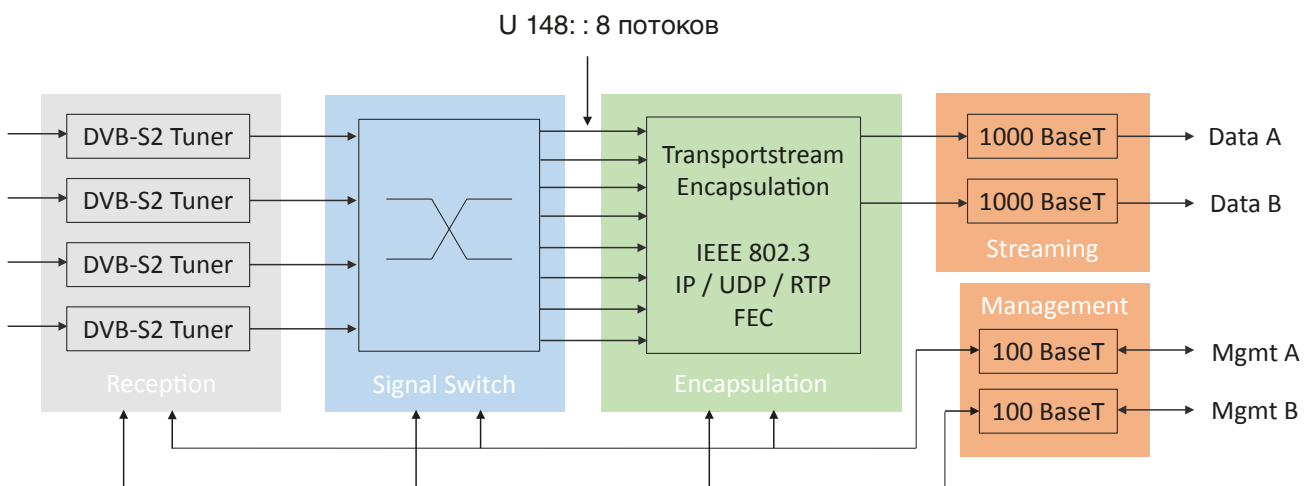 U 148: : 8 потоков
DVB-S2 Tuner
DVB-S2 Tuner
DVB-S2 Tuner
DVB-S2 Tuner
Reception
Signal Switch
Transportstream
Encapsulation
IEEE 802.3
IP / UDP / RTP
FEC
Encapsulation
1000 BaseT
1000 BaseT
Streaming
Data A
Data B
Management
100 BaseT
100 BaseT
Mgmt A
Mgmt B